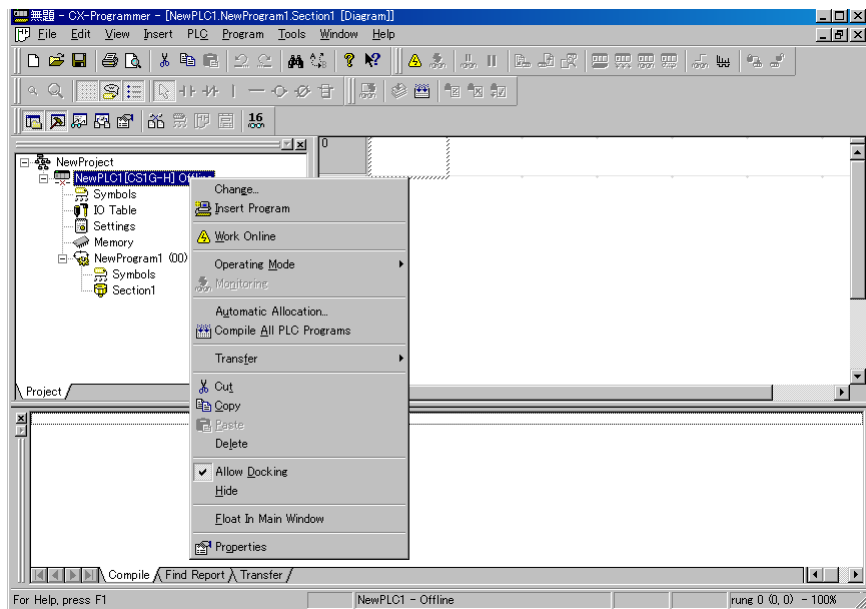 無題 - CX-Programmer - [NewPLC1.NewProgram1.Section1 [Diagram]]
File Edit View Insert PLC Program Tools Window Help
16
0
NewProject
NewPLC1[CS1G-H] Offline
Symbols
IO Table
Settings
Memory
NewProgram1 (00)
Symbols
Section1
Project
Change...
Insert Program
Work Online
Operating Mode
Monitoring
Automatic Allocation...
Compile All PLC Programs
Transfer
Cut
Copy
Paste
Delete
Allow Docking
Hide
Float In Main Window
Properties
Compile Find Report Transfer
For Help, press F1 NewPLC1 - Offline rung 0 (0, 0) - 100%